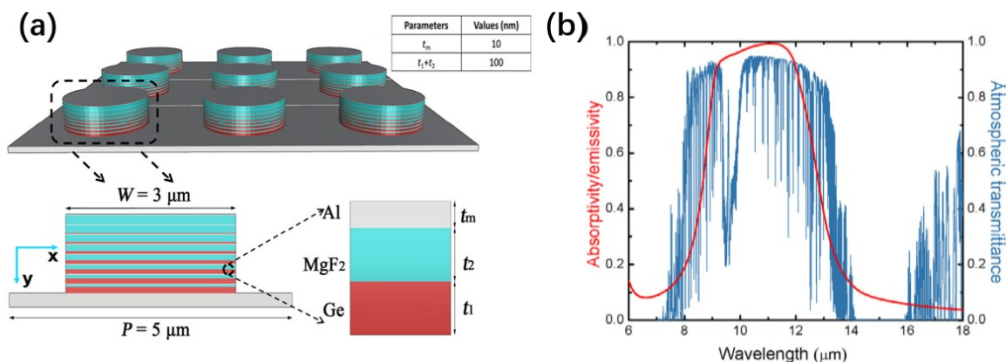 (a)
Parameters Values (nm)
tm 10
t1+t2 100
W = 3 μm
x
y
P = 5 μm
Al
MgF2
Ge
tm
t2
t1
(b)
Absorptivity/emissivity
1.0
0.8
0.6
0.4
0.2
0.0
6 8 10 12 14 16 18
Wavelength (μm)
1.0
0.8
0.6
0.4
0.2
0.0
Atmospheric transmittance